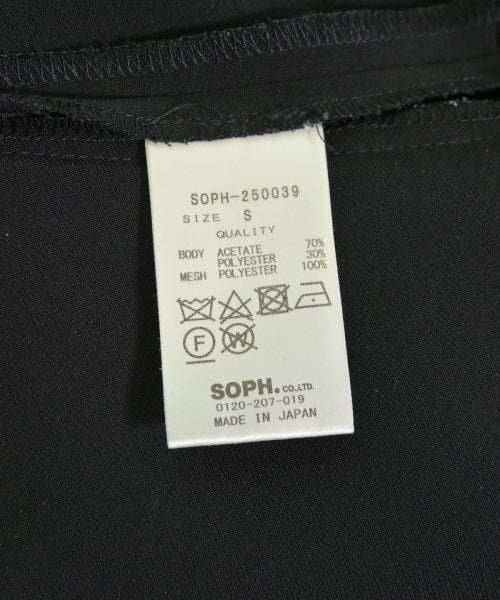 SOPH-250039
SIZE S
QUALITY
BODY ACETATE 70%
POLYESTER 30%
MESH POLYESTER 100%
F W
SOPH. CO.,LTD.
0120-207-019
MADE IN JAPAN